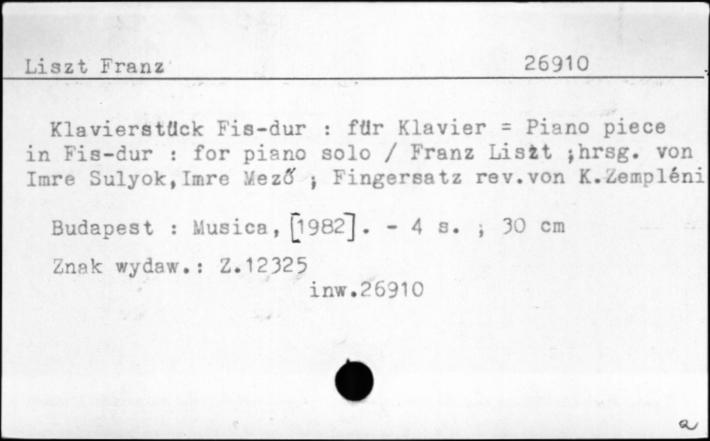 Liszt Franz 26910
Klavierstück Fis-dur : für Klavier = Piano piece
in Fis-dur : for piano solo / Franz Liszt ;hrsg. von
Imre Sulyok,Imre Mező ; Fingersatz rev.von K.Zempléni
Budapest : Musica, [1982]. - 4 s. ; 30 cm
Znak wydaw.: Z.12325
inw.26910
a